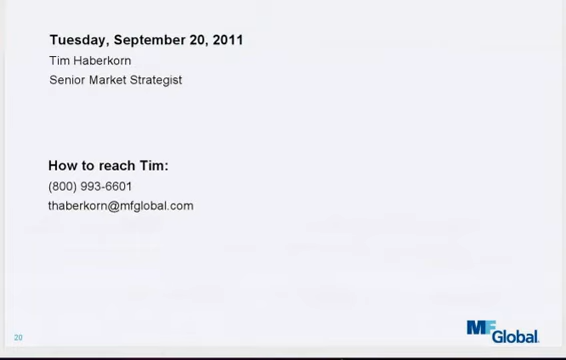 Tuesday, September 20, 2011
Tim Haberkorn
Senior Market Strategist
How to reach Tim:
(800) 993-6601
thaberkorn@mfglobal.com
20
MF Global